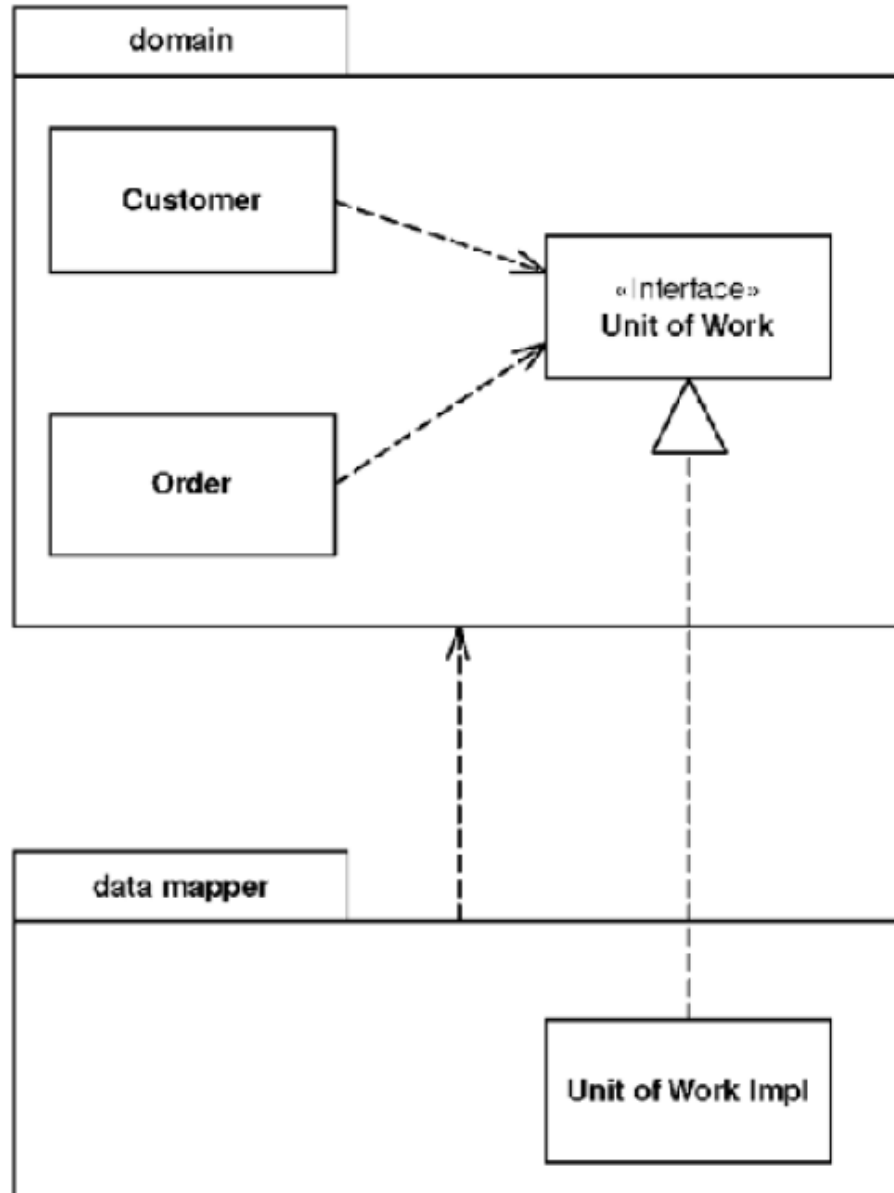 domain
Customer
«Interface»
Unit of Work
Order
data mapper
Unit of Work Impl